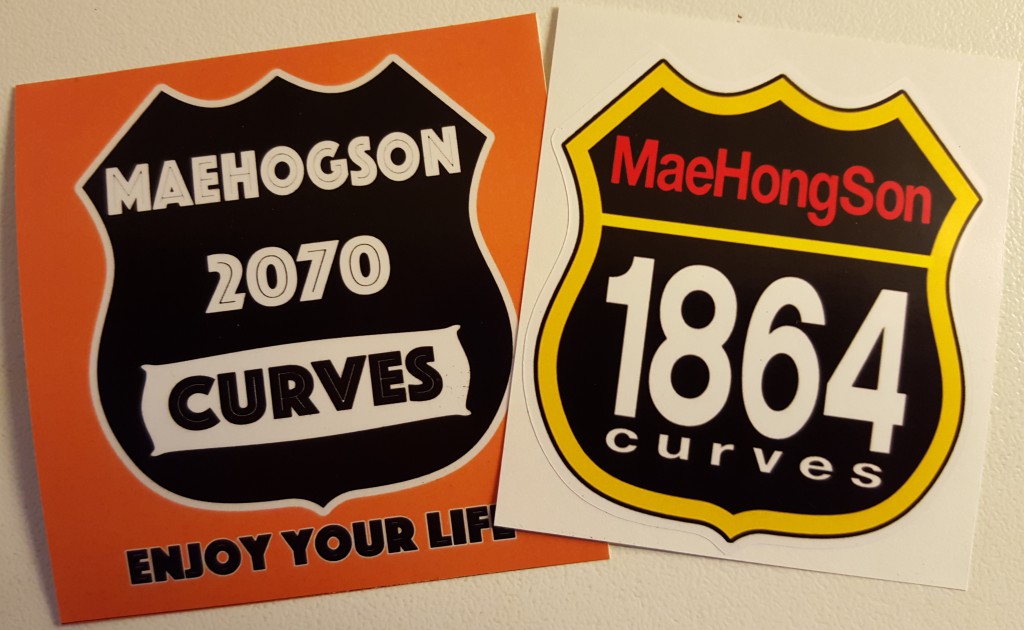 MAEHOGSON
2070
CURVES
ENJOY YOUR LIFE
MaeHongSon
1864
curves